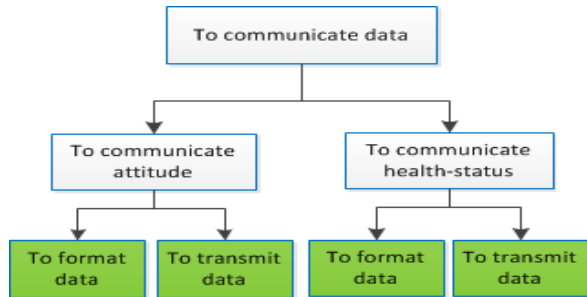 To communicate data
To communicate
attitude
To communicate
health-status
To format
data
To transmit
data
To format
data
To transmit
data